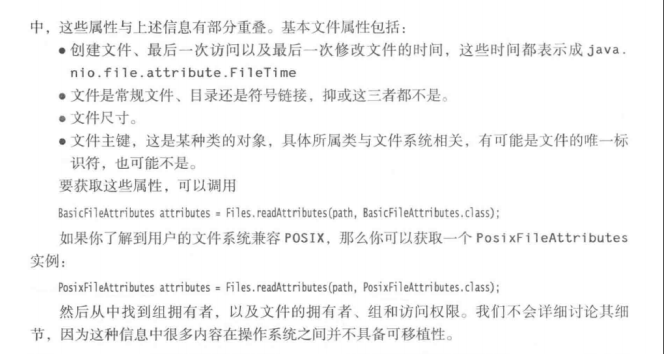 中，这些属性与上述信息有部分重叠。基本文件属性包括：
● 创建文件、最后一次访问以及最后一次修改文件的时间，这些时间都表示成 java.
nio.file.attribute.FileTime
● 文件是常规文件、目录还是符号链接，抑或这三者都不是。
● 文件尺寸。
● 文件主键，这是某种类的对象，具体所属类与文件系统相关，有可能是文件的唯一标
识符，也可能不是。
要获取这些属性，可以调用
BasicFileAttributes attributes = Files.readAttributes(path, BasicFileAttributes.class);
如果你了解到用户的文件系统兼容 POSIX，那么你可以获取一个 PosixFileAttributes
实例：
PosixFileAttributes attributes = Files.readAttributes(path, PosixFileAttributes.class);
然后从中找到组拥有者，以及文件的拥有者、组和访问权限。我们不会详细讨论其细
节，因为这种信息中很多内容在操作系统之间并不具备可移植性。